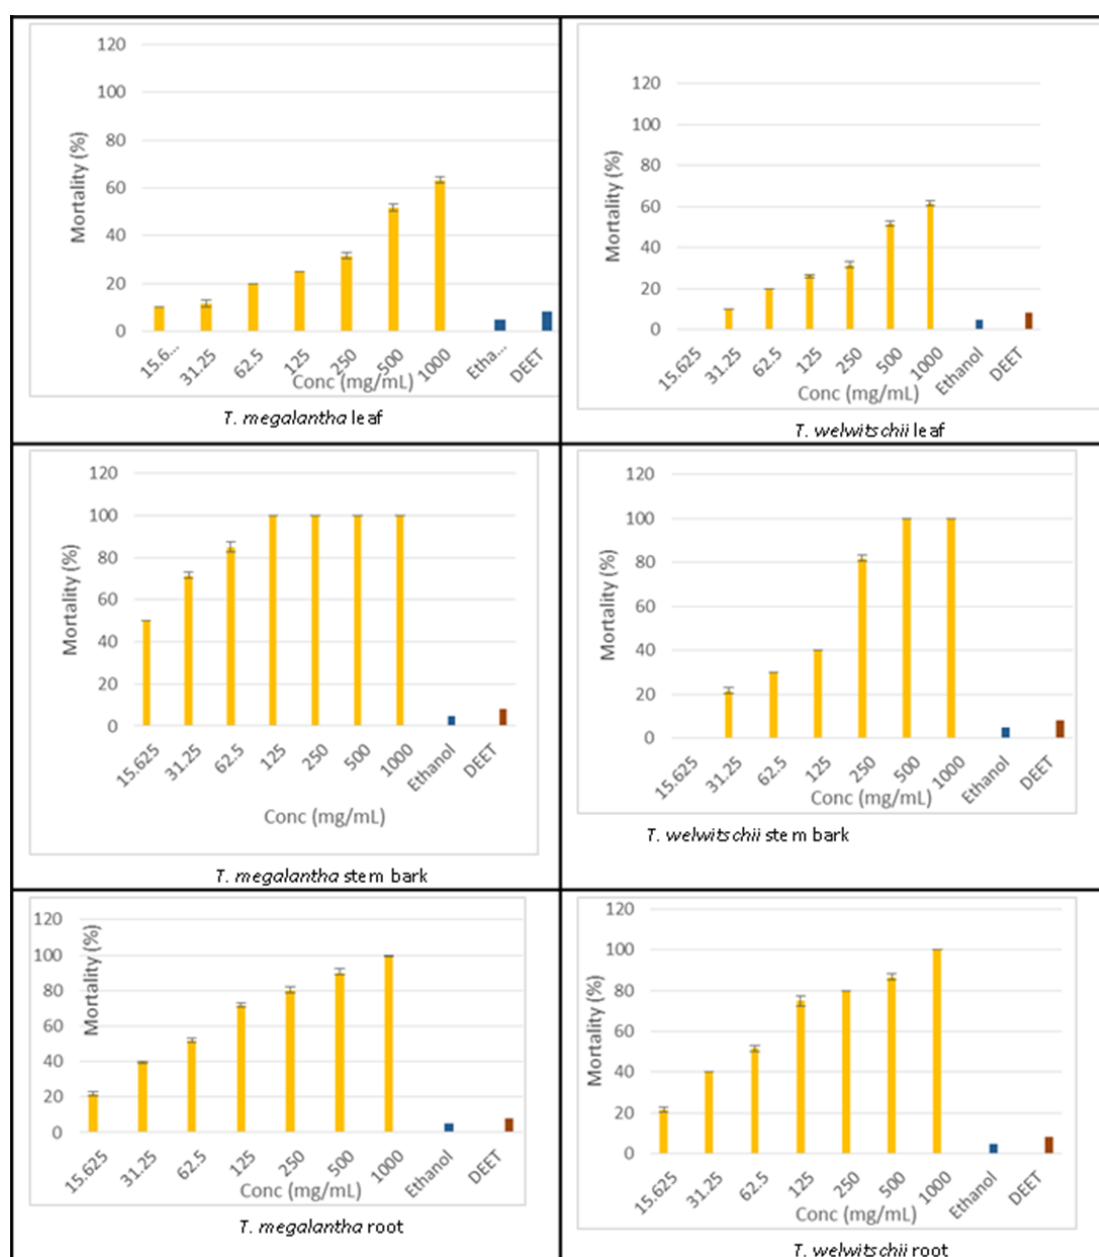 120
100
80
60
40
20
0
Mortality (%)
15.6...
31.25
62.5
125
250
500
1000
Etha...
DEET
Conc (mg/mL)
T. megalantha leaf
120
100
80
60
40
20
0
Mortality (%)
15.625
31.25
62.5
125
250
500
1000
Ethanol
DEET
Conc (mg/mL)
T. welwitschii leaf
120
100
80
60
40
20
0
Mortality (%)
15.625
31.25
62.5
125
250
500
1000
Ethanol
DEET
Conc (mg/mL)
T. megalantha stem bark
120
100
80
60
40
20
0
Mortality (%)
15.625
31.25
62.5
125
250
500
1000
Ethanol
DEET
Conc (mg/mL)
T. welwitschii stem bark
120
100
80
60
40
20
0
Mortality (%)
15.625
31.25
62.5
125
250
500
1000
Ethanol
DEET
Conc (mg/mL)
T. megalantha root
120
100
80
60
40
20
0
Mortality (%)
15.625
31.25
62.5
125
250
500
1000
Ethanol
DEET
Conc (mg/mL)
T. welwitschii root